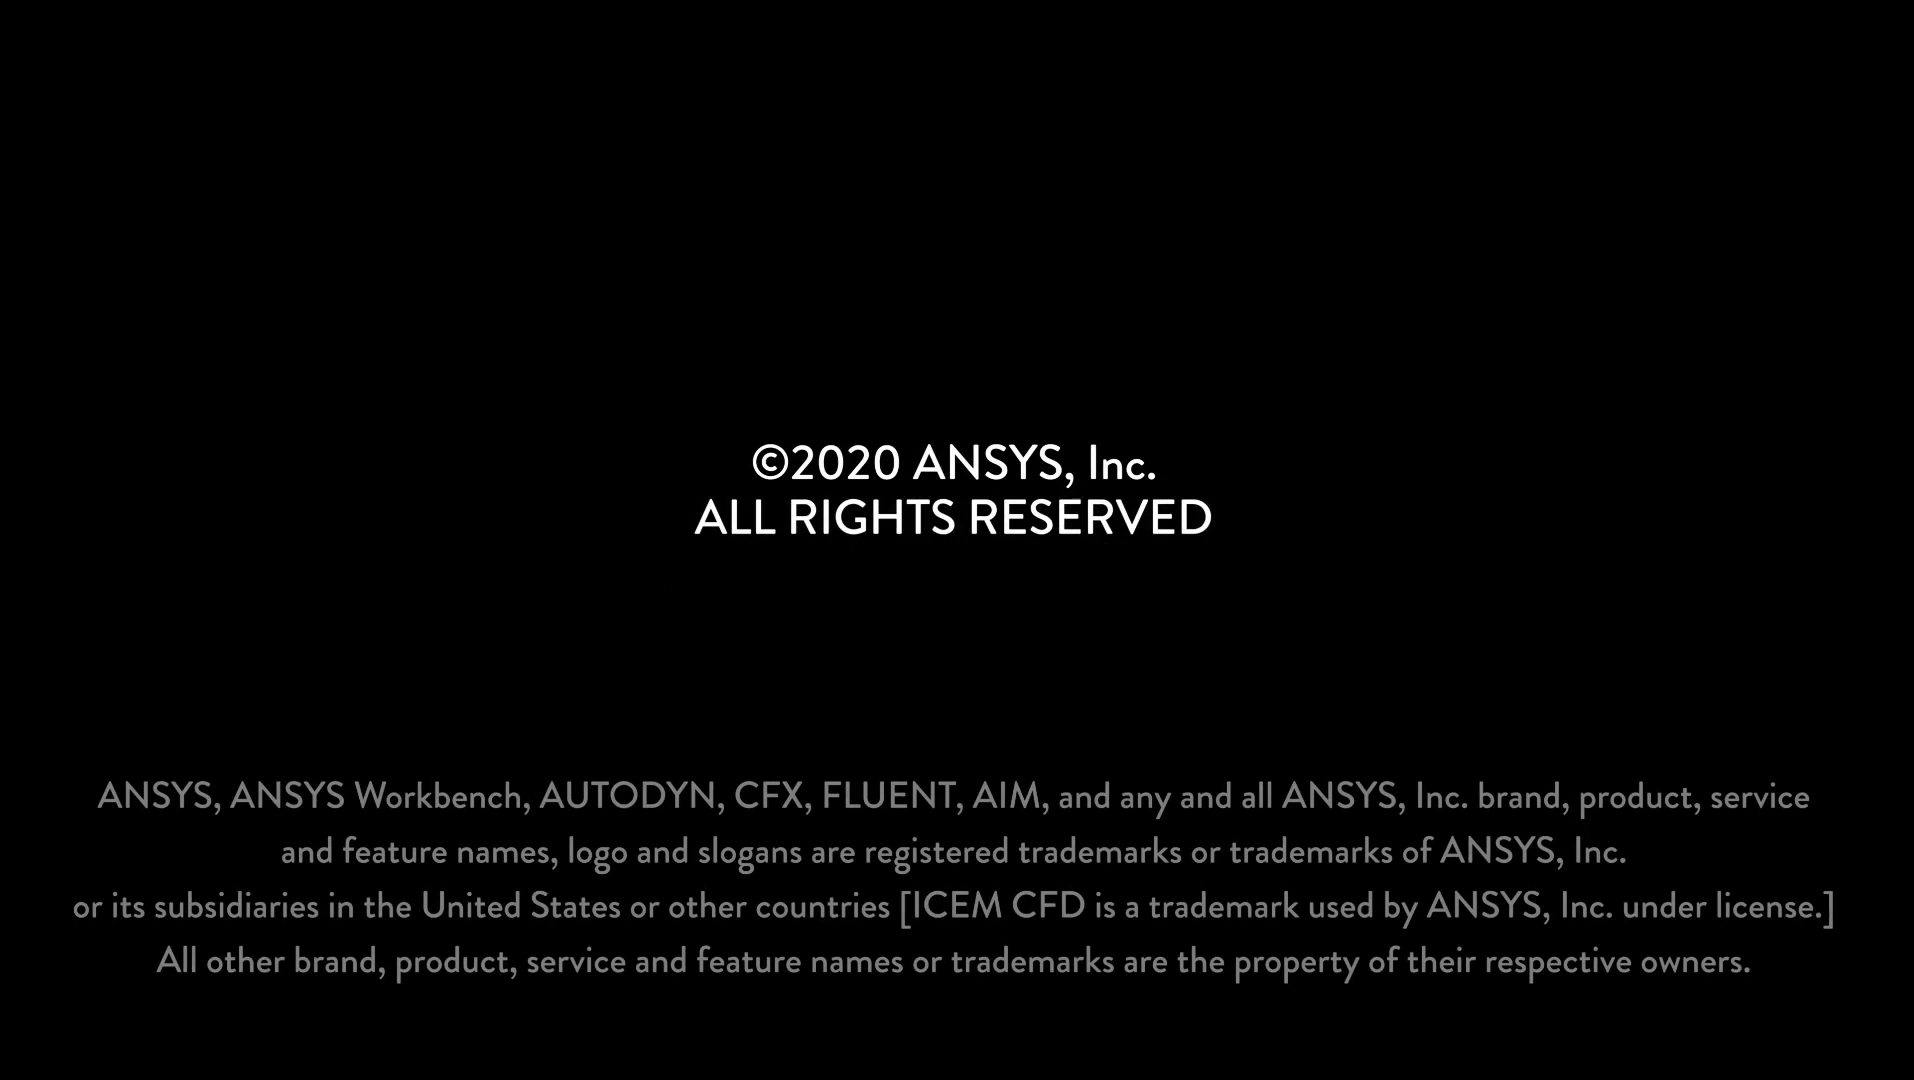 ©2020 ANSYS, Inc.
ALL RIGHTS RESERVED
ANSYS, ANSYS Workbench, AUTODYN, CFX, FLUENT, AIM, and any and all ANSYS, Inc. brand, product, service
and feature names, logo and slogans are registered trademarks or trademarks of ANSYS, Inc.
or its subsidiaries in the United States or other countries [ICEM CFD is a trademark used by ANSYS, Inc. under license.]
All other brand, product, service and feature names or trademarks are the property of their respective owners.